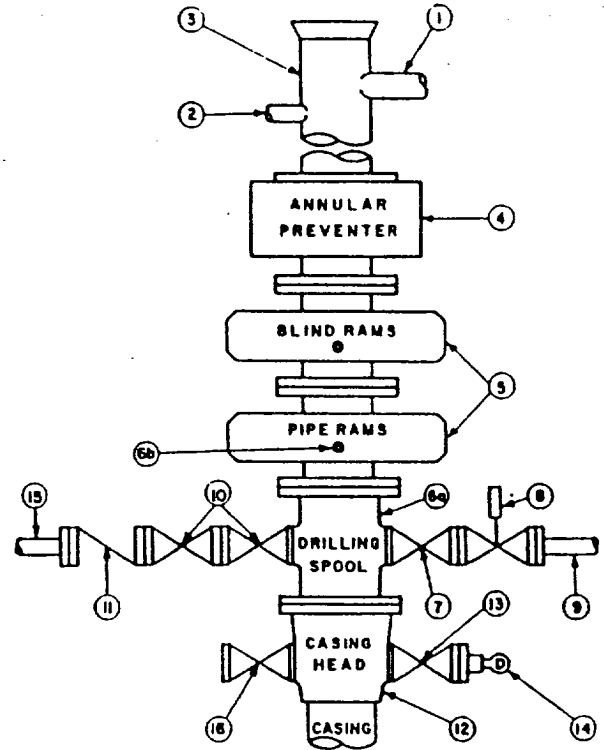 3
1
2
ANNULAR
PREVENTER
4
BLIND RAMS
5
PIPE RAMS
6b
6a
8
15
10
DRILLING
SPOOL
11
7
9
13
CASING
HEAD
16
12
D
14
CASING